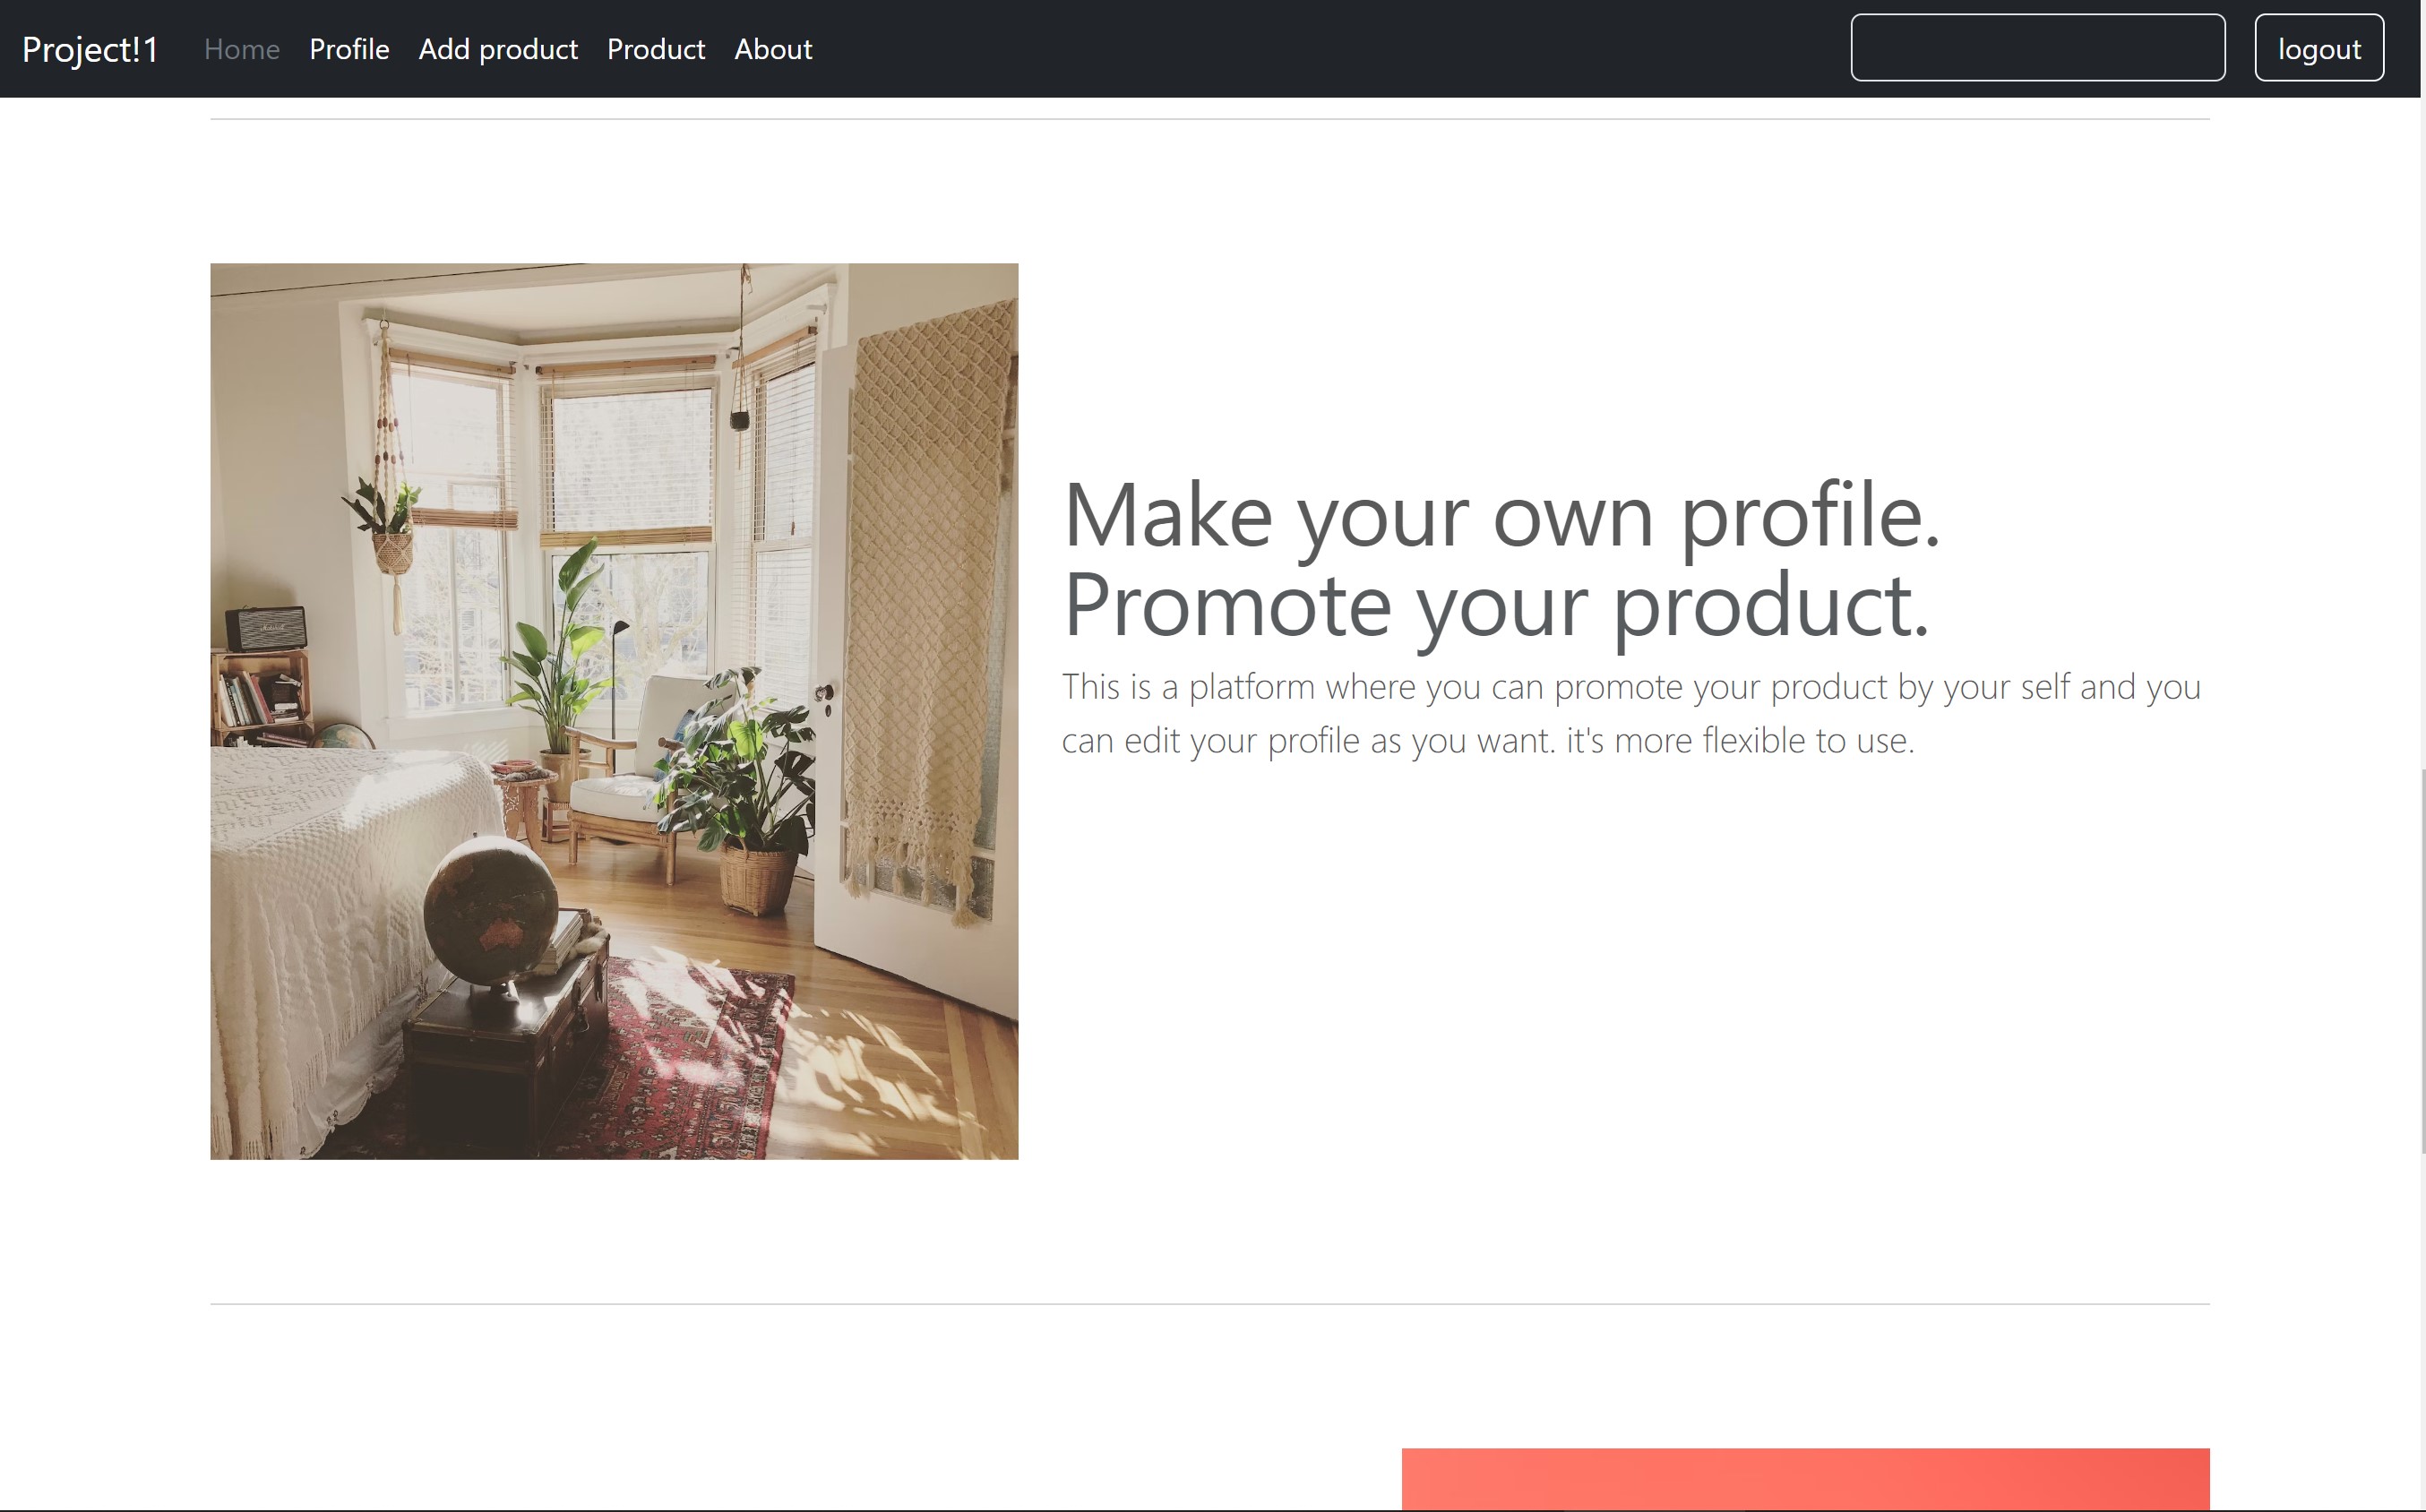 Project!1 Home Profile Add product Product About logout
Make your own profile.
Promote your product.
This is a platform where you can promote your product by your self and you
can edit your profile as you want. it's more flexible to use.
Marshall